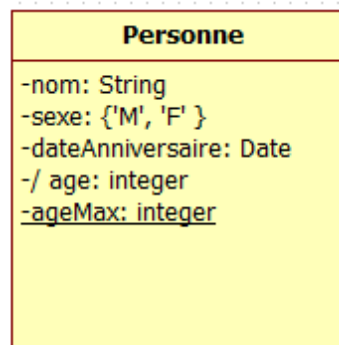 Personne
-nom: String
-sexe: {'M', 'F' }
-dateAnniversaire: Date
-/ age: integer
-ageMax: integer